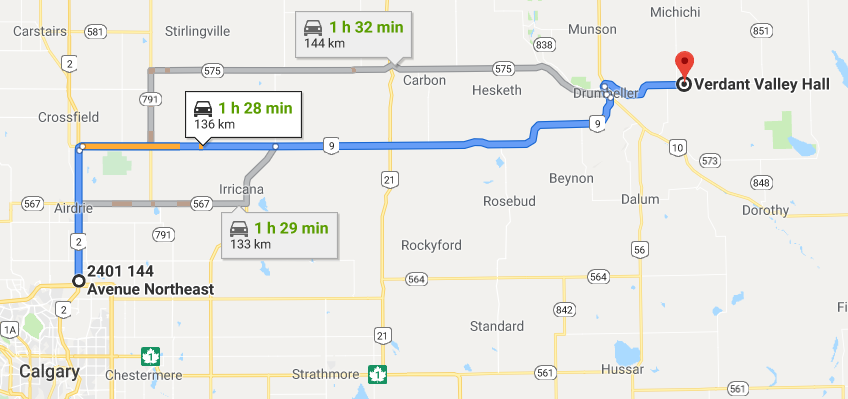 Michichi
Carstairs
581
Stirlingville
1 h 32 min
144 km
Munson
851
2
838
575
575
Carbon
Hesketh
Drumheller
Verdant Valley Hall
791
1 h 28 min
136 km
Crossfield
9
9
10
573
Irricana
21
Beynon
848
567
Airdrie
567
Rosebud
Dalum
Dorothy
1 h 29 min
133 km
791
2
Rockyford
56
2401 144
Avenue Northeast
564
564
2
842
1A
21
Standard
1
Calgary
Chestermere
Strathmore
1
561
Hussar
561